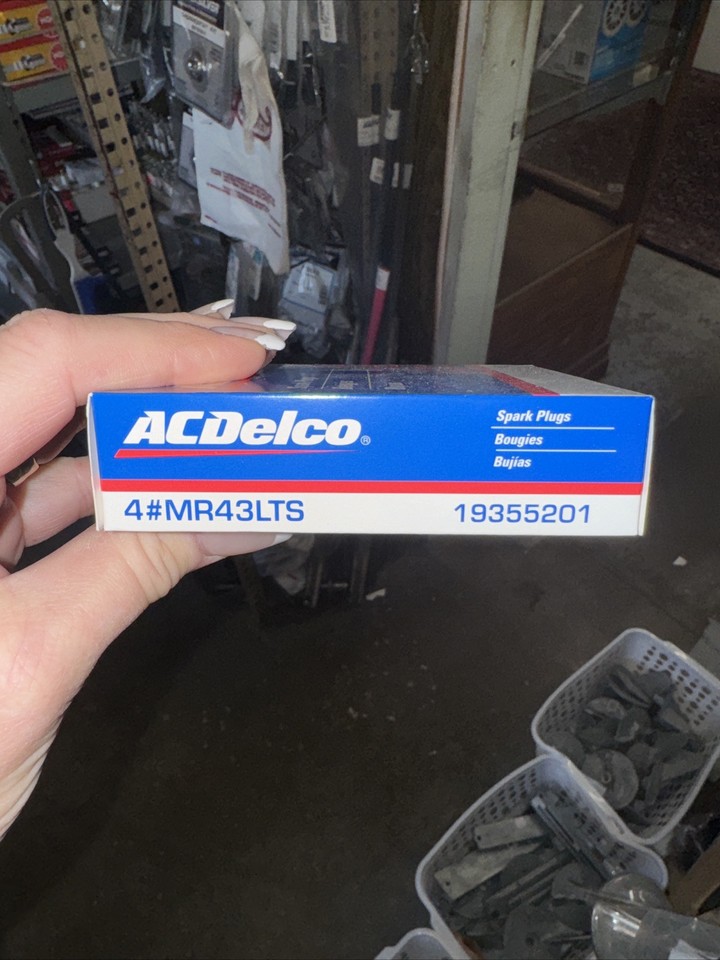 ACDelco®
Spark Plugs
Bougies
Bujías
4#MR43LTS
19355201